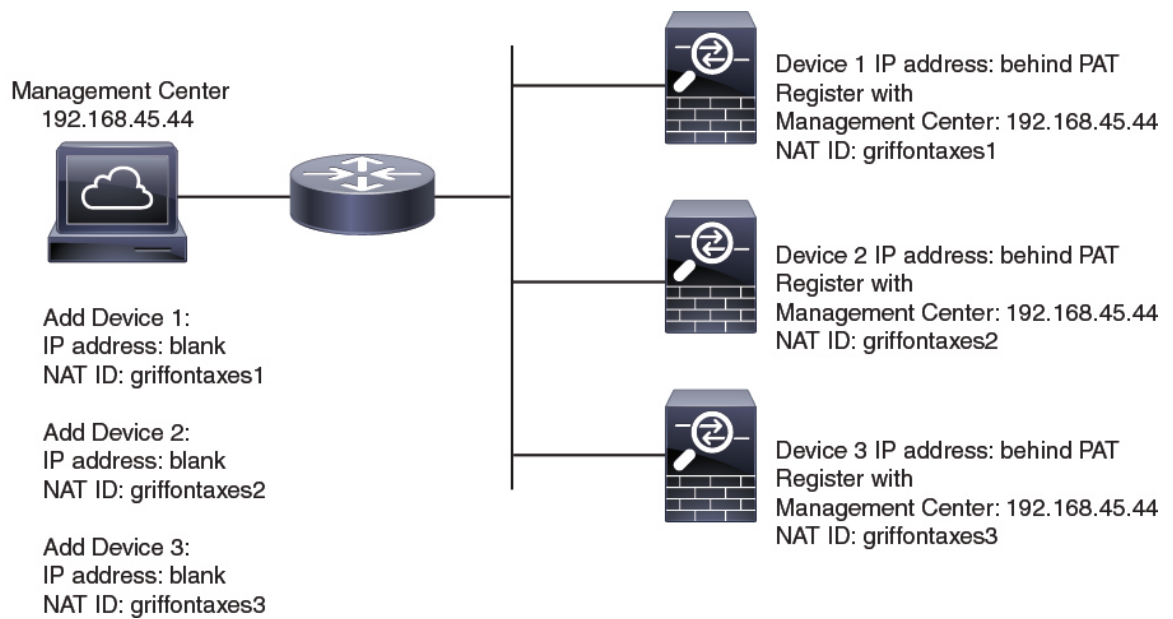 Management Center
192.168.45.44
Add Device 1:
IP address: blank
NAT ID: griffontaxes1
Add Device 2:
IP address: blank
NAT ID: griffontaxes2
Add Device 3:
IP address: blank
NAT ID: griffontaxes3
Device 1 IP address: behind PAT
Register with
Management Center: 192.168.45.44
NAT ID: griffontaxes1
Device 2 IP address: behind PAT
Register with
Management Center: 192.168.45.44
NAT ID: griffontaxes2
Device 3 IP address: behind PAT
Register with
Management Center: 192.168.45.44
NAT ID: griffontaxes3